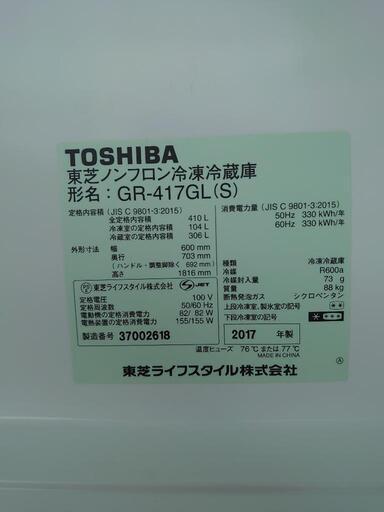 TOSHIBA
東芝ノンフロン冷凍冷蔵庫
形名：GR-417GL(S)
定格内容積 (JIS C 9801-3:2015)
全定格内容積 410 L
冷凍室の定格内容積 104 L
冷蔵室の定格内容積 306 L
外形寸法 幅 600 mm
奥行 703 mm
(ハンドル・調整脚除く 692 mm)
高さ 1816 mm
消費電力量 (JIS C 9801-3:2015)
50Hz 330 kWh/年
60Hz 330 kWh/年
種類 冷凍冷蔵庫
冷媒 R600a
冷媒封入量 73 g
質量 88 kg
断熱発泡ガス シクロペンタン
上段冷凍室, 製氷室の記号
下段冷凍室の記号
PS E 東芝ライフスタイル株式会社 S JET
定格電圧 100 V
定格周波数 50/60 Hz
電動機の定格消費電力 82/ 82 W
電熱装置の定格消費電力 155/155 W
製造番号 37002618
2017 年製
温度ヒューズ 76℃ または 77℃
MADE IN CHINA
A
東芝ライフスタイル株式会社